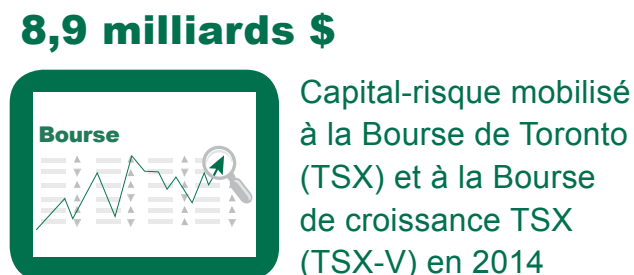 8,9 milliards $
Bourse
Capital-risque mobilisé
à la Bourse de Toronto
(TSX) et à la Bourse
de croissance TSX
(TSX-V) en 2014